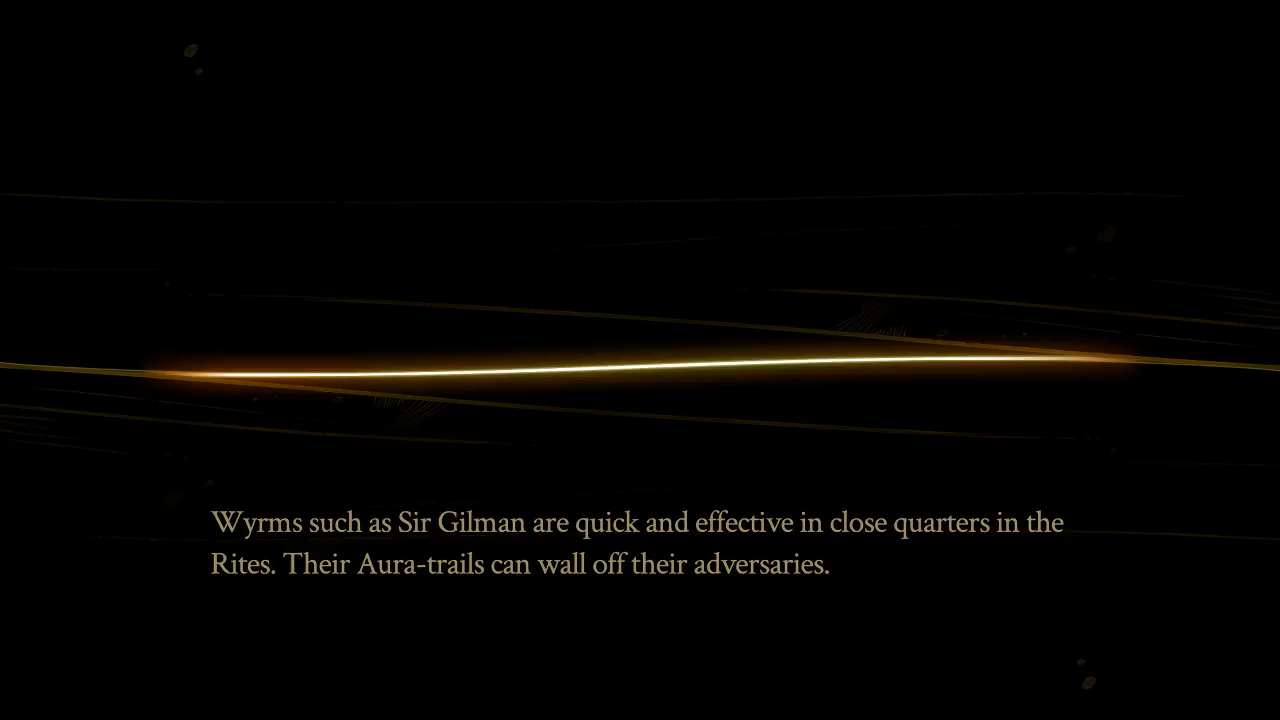 Wyrms such as Sir Gilman are quick and effective in close quarters in the
Rites. Their Aura-trails can wall off their adversaries.